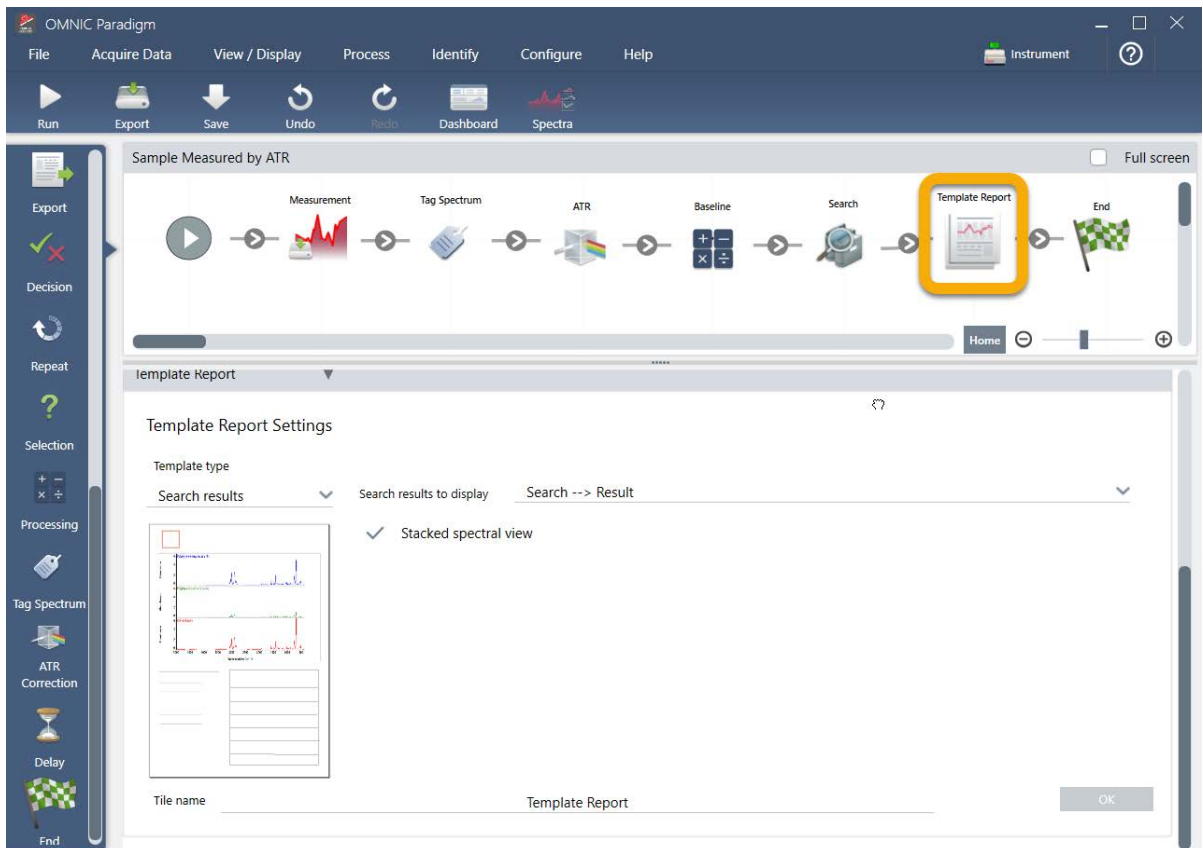 OMNIC Paradigm
File Acquire Data View / Display Process Identify Configure Help Instrument
Run Export Save Undo Redo Dashboard Spectra
Sample Measured by ATR Full screen
Export
Decision
Repeat
Selection
Processing
Tag Spectrum
ATR
Correction
Delay
End
Measurement Tag Spectrum ATR Baseline Search Template Report End
Home
Template Report
Template Report Settings
Template type
Search results Search results to display Search --> Result
Stacked spectral view
Tile name Template Report OK